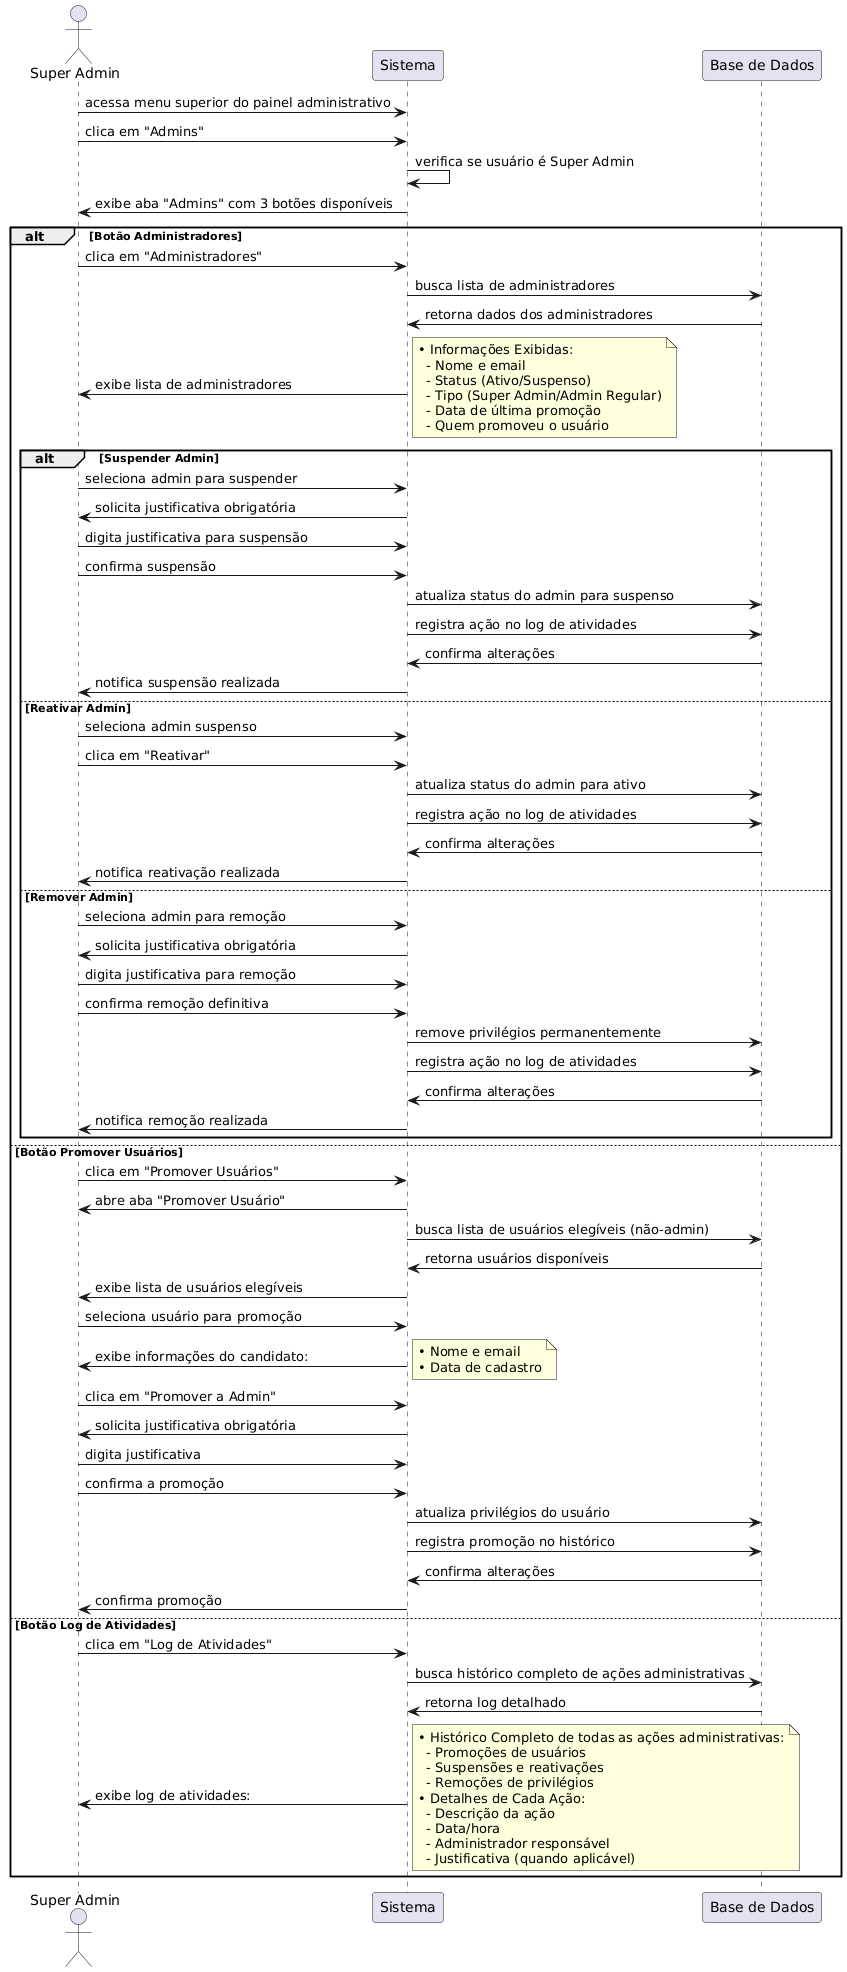 Super Admin
Sistema
Base de Dados
acessa menu superior do painel administrativo
clica em "Admins"
verifica se usuário é Super Admin
exibe aba "Admins" com 3 botões disponíveis
alt
[Botão Administradores]
clica em "Administradores"
busca lista de administradores
retorna dados dos administradores
exibe lista de administradores
• Informações Exibidas:
- Nome e email
- Status (Ativo/Suspenso)
- Tipo (Super Admin/Admin Regular)
- Data de última promoção
- Quem promoveu o usuário
alt
[Suspender Admin]
seleciona admin para suspender
solicita justificativa obrigatória
digita justificativa para suspensão
confirma suspensão
atualiza status do admin para suspenso
registra ação no log de atividades
confirma alterações
notifica suspensão realizada
[Reativar Admin]
seleciona admin suspenso
clica em "Reativar"
atualiza status do admin para ativo
registra ação no log de atividades
confirma alterações
notifica reativação realizada
[Remover Admin]
seleciona admin para remoção
solicita justificativa obrigatória
digita justificativa para remoção
confirma remoção definitiva
remove privilégios permanentemente
registra ação no log de atividades
confirma alterações
notifica remoção realizada
[Botão Promover Usuários]
clica em "Promover Usuários"
abre aba "Promover Usuário"
busca lista de usuários elegíveis (não-admin)
retorna usuários disponíveis
exibe lista de usuários elegíveis
seleciona usuário para promoção
exibe informações do candidato:
• Nome e email
• Data de cadastro
clica em "Promover a Admin"
solicita justificativa obrigatória
digita justificativa
confirma a promoção
atualiza privilégios do usuário
registra promoção no histórico
confirma alterações
confirma promoção
[Botão Log de Atividades]
clica em "Log de Atividades"
busca histórico completo de ações administrativas
retorna log detalhado
exibe log de atividades:
• Histórico Completo de todas as ações administrativas:
- Promoções de usuários
- Suspensões e reativações
- Remoções de privilégios
• Detalhes de Cada Ação:
- Descrição da ação
- Data/hora
- Administrador responsável
- Justificativa (quando aplicável)
Super Admin
Sistema
Base de Dados